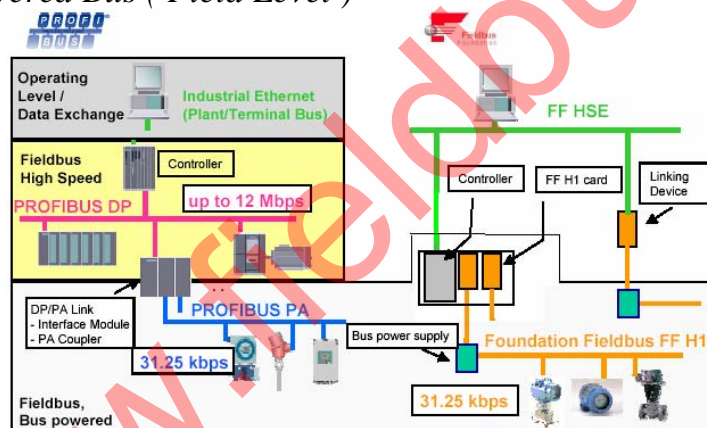 ered Bus ( Field Level )
PROFI
BUS
Fieldbus
Foundation
Operating
Level /
Data Exchange
Industrial Ethernet
(Plant/Terminal Bus)
FF HSE
Fieldbus
High Speed
Controller
Controller
FF H1 card
Linking
Device
PROFIBUS DP
up to 12 Mbps
DP/PA Link
- Interface Module
- PA Coupler
PROFIBUS PA
Bus power supply
Foundation Fieldbus FF H1
31.25 kbps
31.25 kbps
Fieldbus,
Bus powered
w.fieldbu